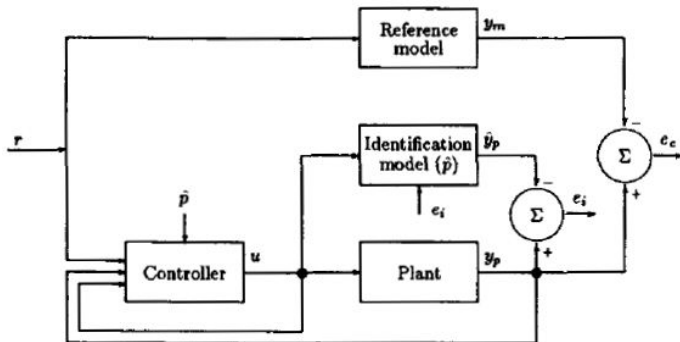 Reference
model
y_m
r
−
Σ
e_c
+
Identification
model (p̂)
ŷ_p
−
e_i
Σ
e_i
+
p̂
Controller
u
Plant
y_p